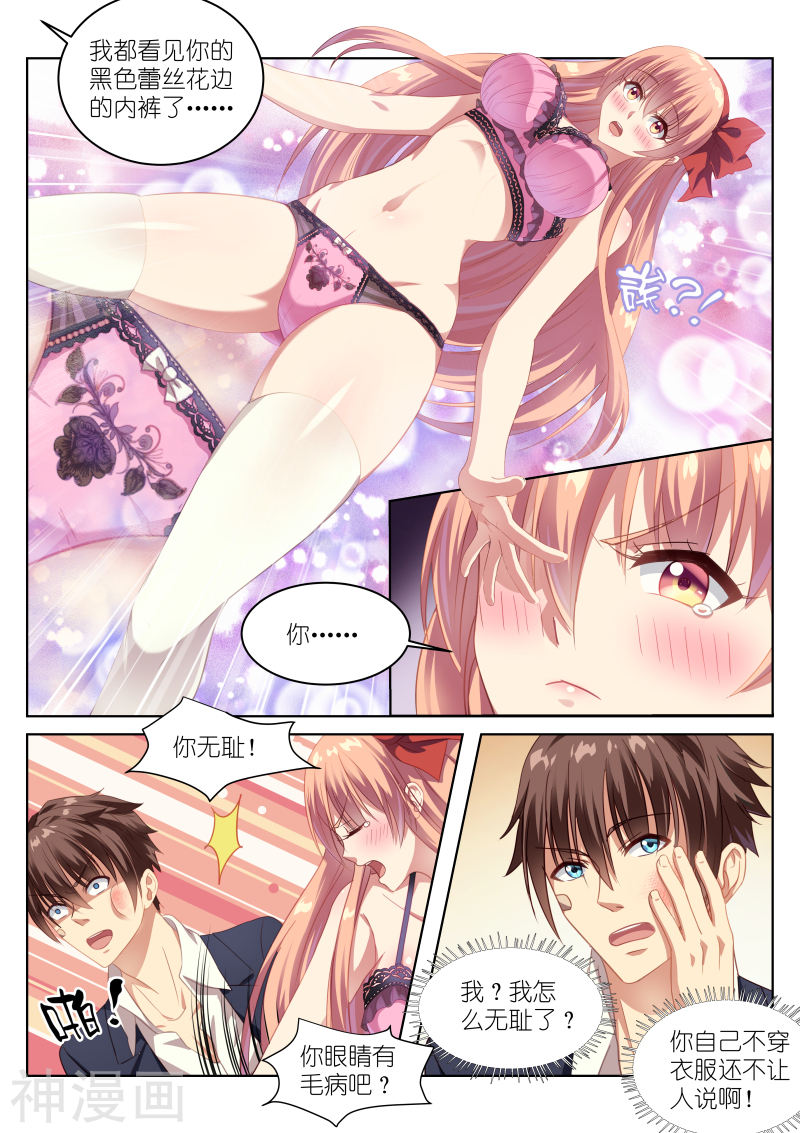 我都看见你的
黑色蕾丝花边
的内裤了……
诶?!
你……
你无耻！
啪!
你眼睛有
毛病吧？
我？我怎
么无耻了？
你自己不穿
衣服还不让
人说啊！
神漫画